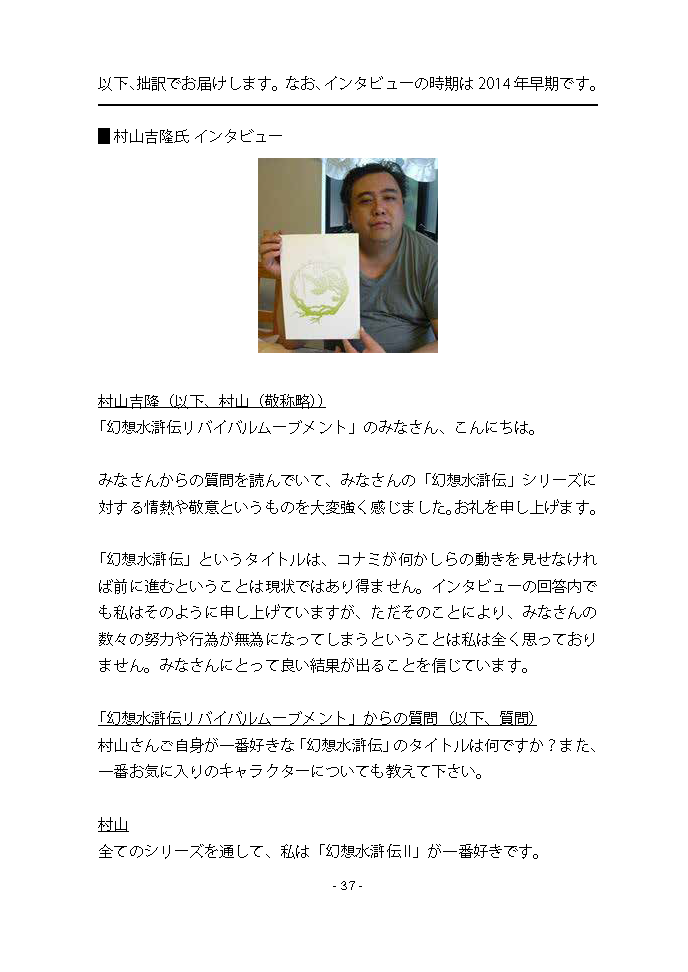 以下、拙訳でお届けします。なお、インタビューの時期は 2014 年早期です。
■村山吉隆氏 インタビュー
村山吉隆（以下、村山（敬称略））
「幻想水滸伝リバイバルムーブメント」のみなさん、こんにちは。
みなさんからの質問を読んでいて、みなさんの「幻想水滸伝」シリーズに
対する情熱や敬意というものを大変強く感じました。お礼を申し上げます。
「幻想水滸伝」というタイトルは、コナミが何かしらの動きを見せなけれ
ば前に進むということは現状ではあり得ません。インタビューの回答内で
も私はそのように申し上げていますが、ただそのことにより、みなさんの
数々の努力や行為が無為になってしまうということは私は全く思っており
ません。みなさんにとって良い結果が出ることを信じています。
「幻想水滸伝リバイバルムーブメント」からの質問（以下、質問）
村山さんご自身が一番好きな「幻想水滸伝」のタイトルは何ですか？また、
一番お気に入りのキャラクターについても教えて下さい。
村山
全てのシリーズを通して、私は「幻想水滸伝II」が一番好きです。
- 37 -